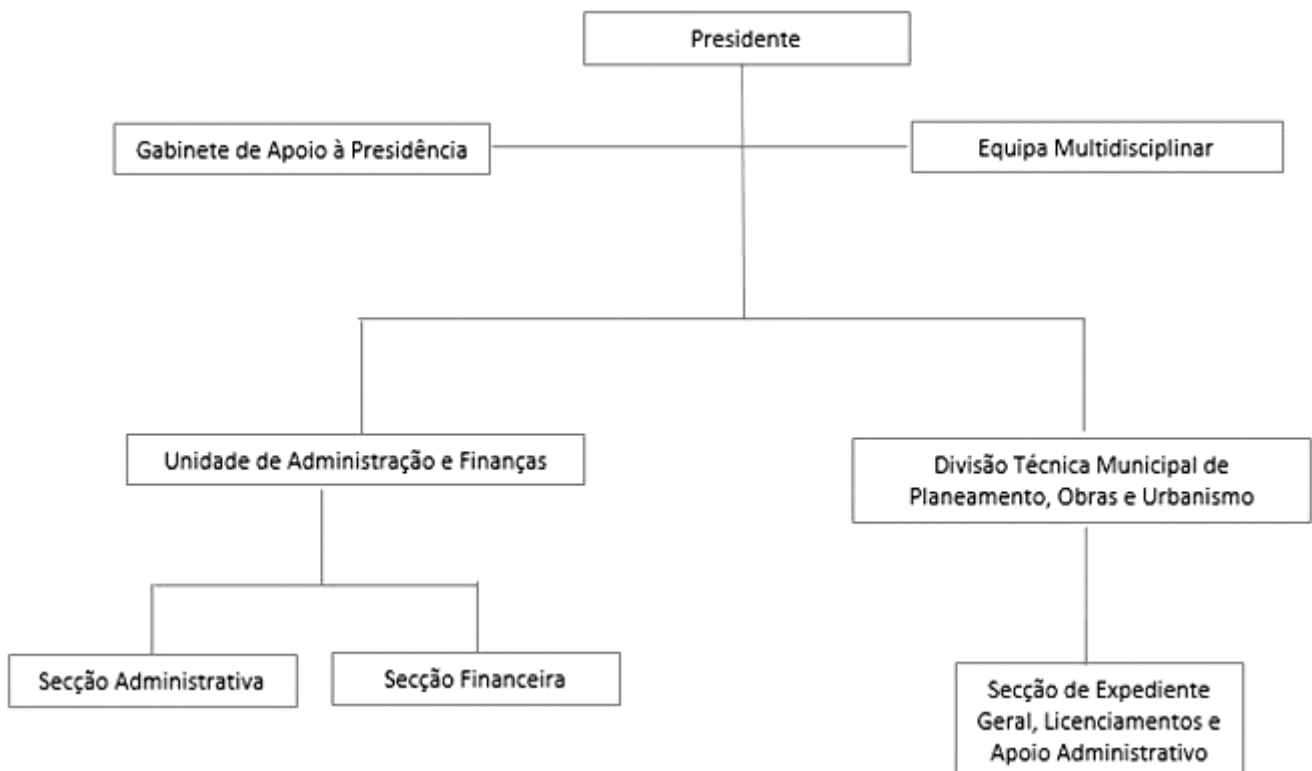 Presidente
Gabinete de Apoio à Presidência
Equipa Multidisciplinar
Unidade de Administração e Finanças
Divisão Técnica Municipal de
Planeamento, Obras e Urbanismo
Secção Administrativa
Secção Financeira
Secção de Expediente
Geral, Licenciamentos e
Apoio Administrativo